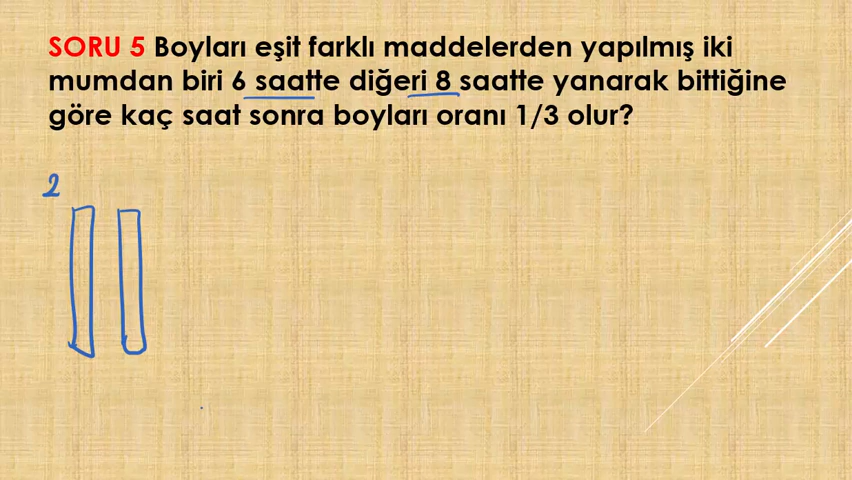 SORU 5 Boyları eşit farklı maddelerden yapılmış iki
mumdan biri 6 saatte diğeri 8 saatte yanarak bittiğine
göre kaç saat sonra boyları oranı 1/3 olur?
2